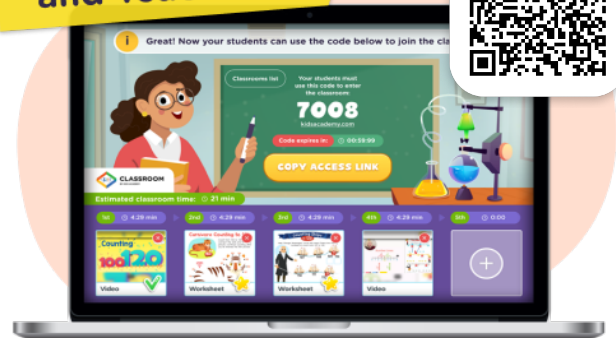 Great! Now your students can use the code below to join the cla
Classrooms list
Your students must
use this code to enter
the classroom:
7008
kidsacademy.com
Code expires in: 00:59:99
COPY ACCESS LINK
CLASSROOM
Estimated classroom time: 21 min
1st 4:29 min
2nd 4:29 min
3rd 4:29 min
4th 4:29 min
5th 0:00
Counting
100 120
Video
Worksheet
Worksheet
Video